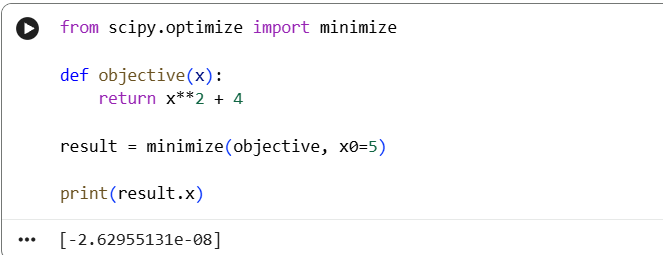 from scipy.optimize import minimize
def objective(x):
    return x**2 + 4
result = minimize(objective, x0=5)
print(result.x)
[-2.62955131e-08]